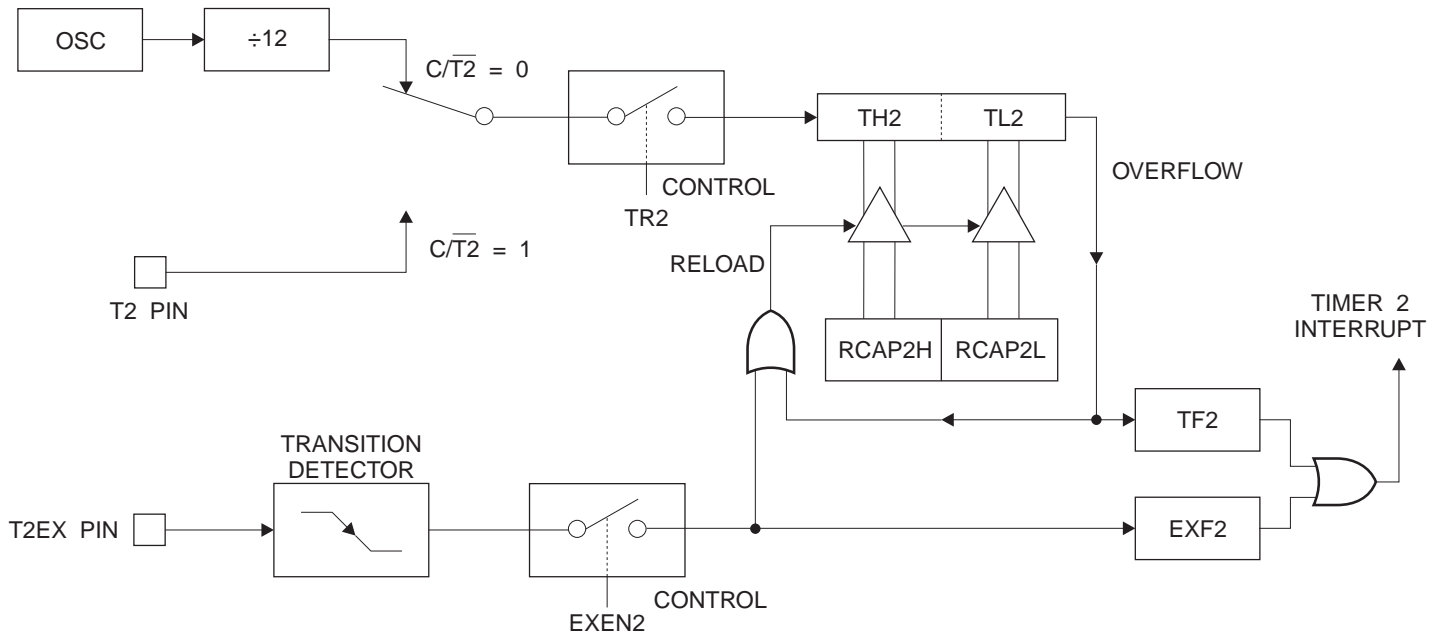 OSC
÷12
C/T2̅ = 0
TH2
TL2
OVERFLOW
CONTROL
TR2
C/T2̅ = 1
RELOAD
T2 PIN
TIMER 2
INTERRUPT
RCAP2H
RCAP2L
TF2
TRANSITION
DETECTOR
T2EX PIN
EXF2
CONTROL
EXEN2